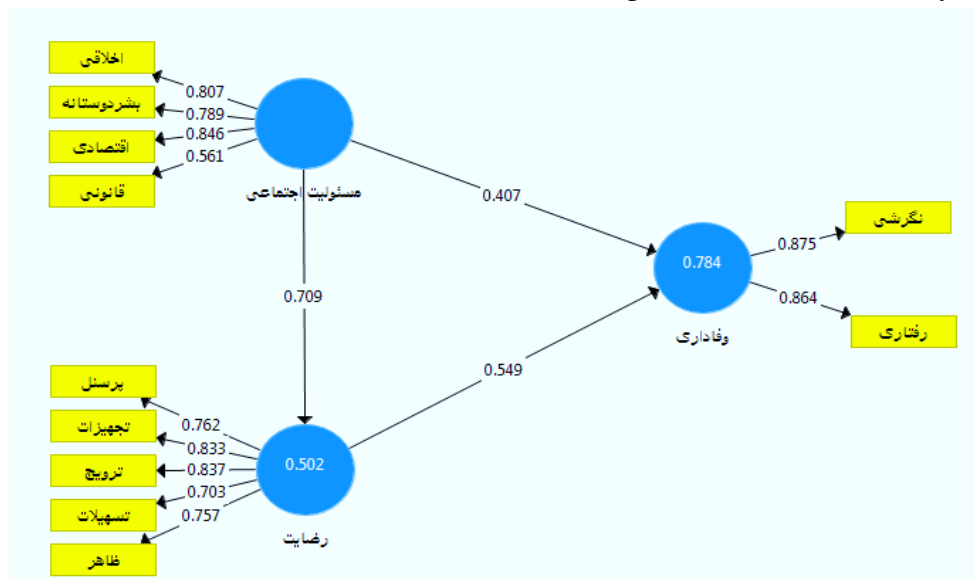 اخلاقی
0.807
بشردوستانه
0.789
اقتصادی
0.846
قانونی
0.561
مسئولیت اجتماعی
0.407
0.709
نگرشی
0.875
0.784
0.864
رفتاری
وفاداری
0.549
پرسنل
0.762
تجهیزات
0.833
ترویج
0.837
تسهیلات
0.703
ظاهر
0.757
0.502
رضایت